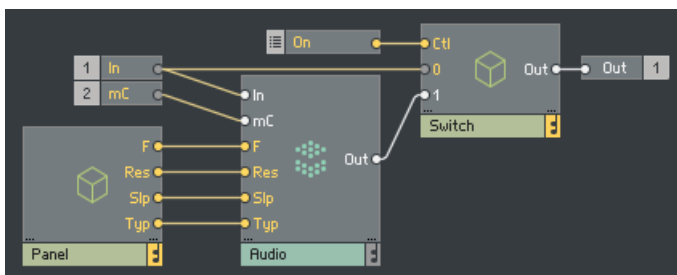 On
Ctl
1 In
0
Out
Out 1
2 mC
In
1
mC
Switch
F
F
Out
Res
Res
Slp
Slp
Typ
Typ
Panel
Audio